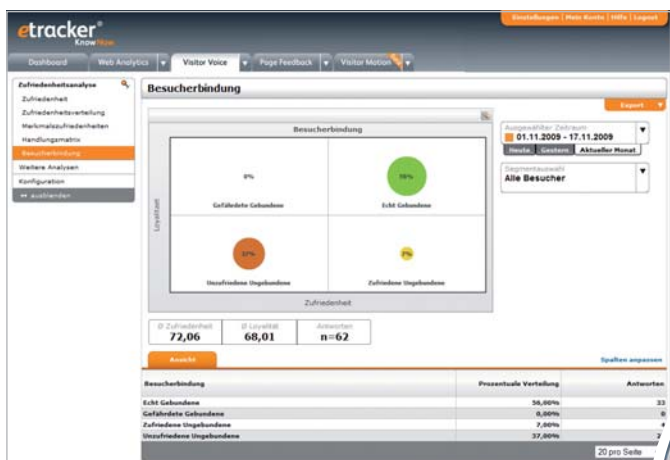 etracker®
Know Now
Einstellungen | Mein Konto | Hilfe | Logout
Dashboard Web Analytics Visitor Voice Page Feedback Visitor Motion
Zufriedenheitsanalyse
Zufriedenheit
Zufriedenheitsverteilung
Merkmalszufriedenheiten
Handlungsmatrix
Besucherbindung
Weitere Analysen
Konfiguration
↔ ausblenden
Besucherbindung
Export
Ausgewählter Zeitraum
01.11.2009 - 17.11.2009
Heute Gestern Aktueller Monat
Segmentauswahl
Alle Besucher
Besucherbindung
Loyalität
0%
Gefährdete Gebundene
56%
Echt Gebundene
37%
Unzufriedene Ungebundene
7%
Zufriedene Ungebundene
Zufriedenheit
Ø Zufriedenheit Ø Loyalität Antworten
72,06 68,01 n=62
Ansicht
Spalten anpassen
Besucherbindung Prozentuale Verteilung Antworten
Echt Gebundene 56,00% 33
Gefährdete Gebundene 0,00% 0
Zufriedene Ungebundene 7,00% 4
Unzufriedene Ungebundene 37,00%
20 pro Seite